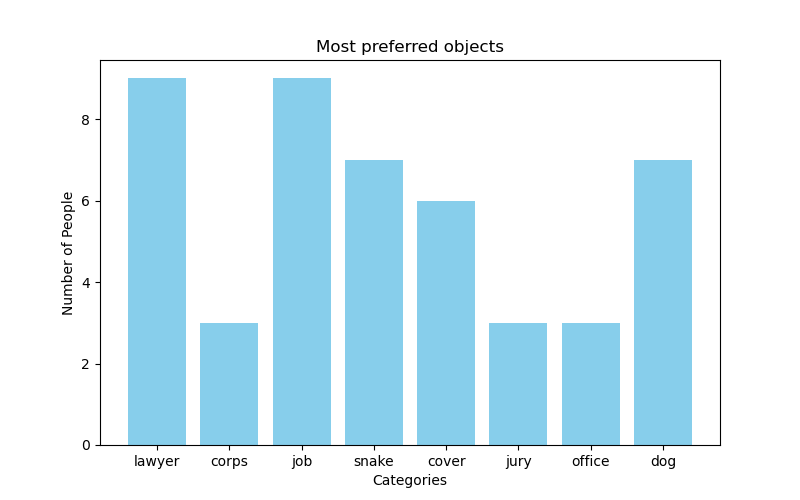 Most preferred objects
Number of People
8
6
4
2
0
lawyer corps job snake cover jury office dog
Categories